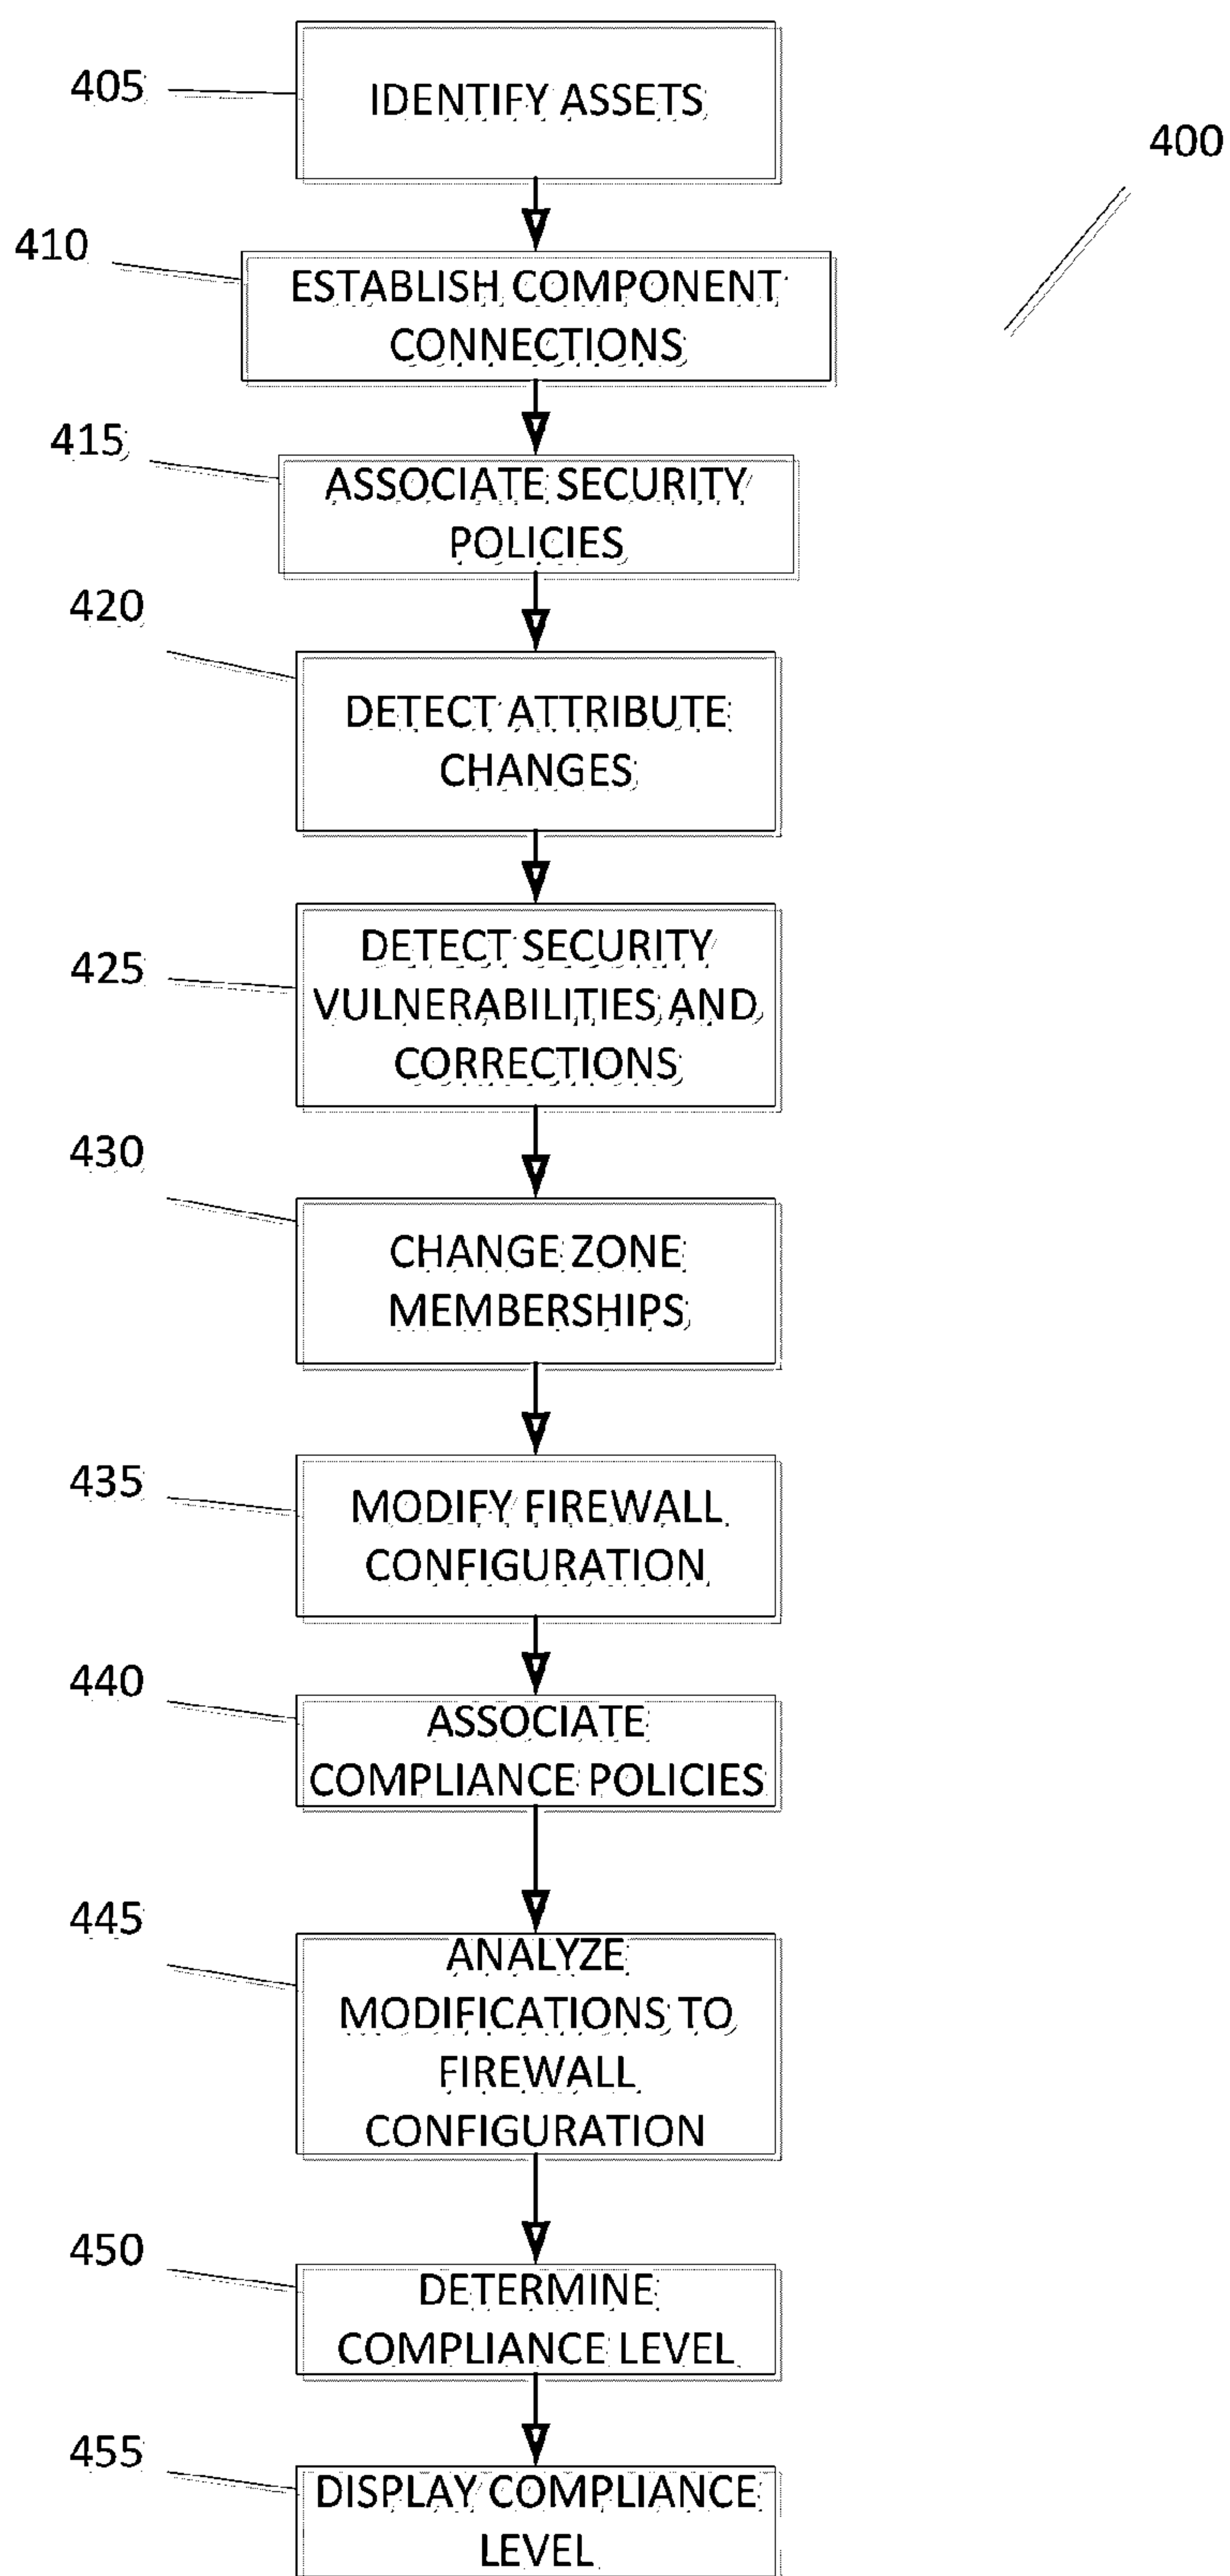 405
IDENTIFY ASSETS
400
410
ESTABLISH COMPONENT
CONNECTIONS
415
ASSOCIATE SECURITY
POLICIES
420
DETECT ATTRIBUTE
CHANGES
425
DETECT SECURITY
VULNERABILITIES AND
CORRECTIONS
430
CHANGE ZONE
MEMBERSHIPS
435
MODIFY FIREWALL
CONFIGURATION
440
ASSOCIATE
COMPLIANCE POLICIES
445
ANALYZE
MODIFICATIONS TO
FIREWALL
CONFIGURATION
450
DETERMINE
COMPLIANCE LEVEL
455
DISPLAY COMPLIANCE
LEVEL